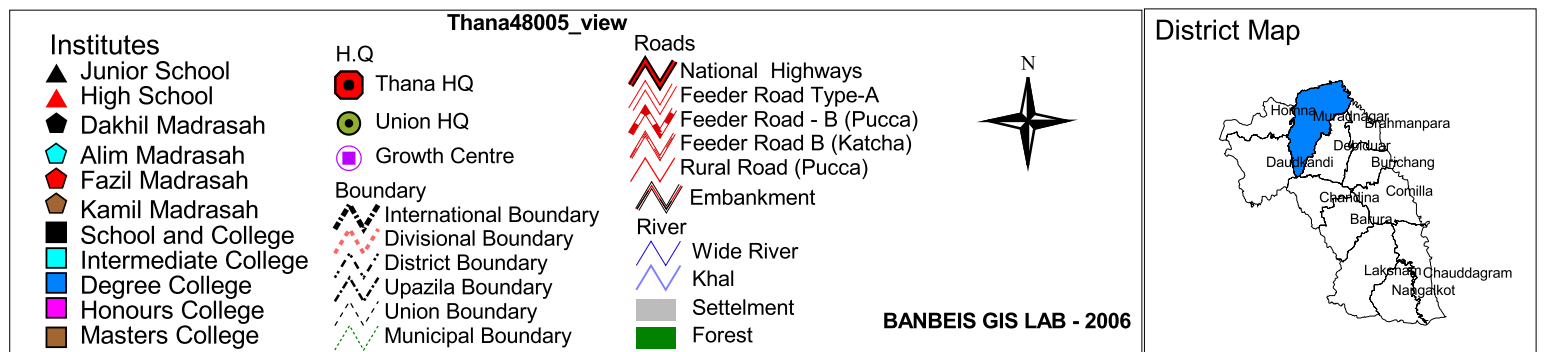 Thana48005_view
Institutes
Junior School
High School
Dakhil Madrasah
Alim Madrasah
Fazil Madrasah
Kamil Madrasah
School and College
Intermediate College
Degree College
Honours College
Masters College
H.Q
Thana HQ
Union HQ
Growth Centre
Boundary
International Boundary
Divisional Boundary
District Boundary
Upazila Boundary
Union Boundary
Municipal Boundary
Roads
National Highways
Feeder Road Type-A
Feeder Road - B (Pucca)
Feeder Road B (Katcha)
Rural Road (Pucca)
Embankment
River
Wide River
Khal
Settelment
Forest
N
BANBEIS GIS LAB - 2006
District Map
Homna
Muradnagar
Brahmanpara
Debiduar
Daudkandi
Burichang
Chandina
Comilla
Barura
Laksham
Chauddagram
Nangalkot